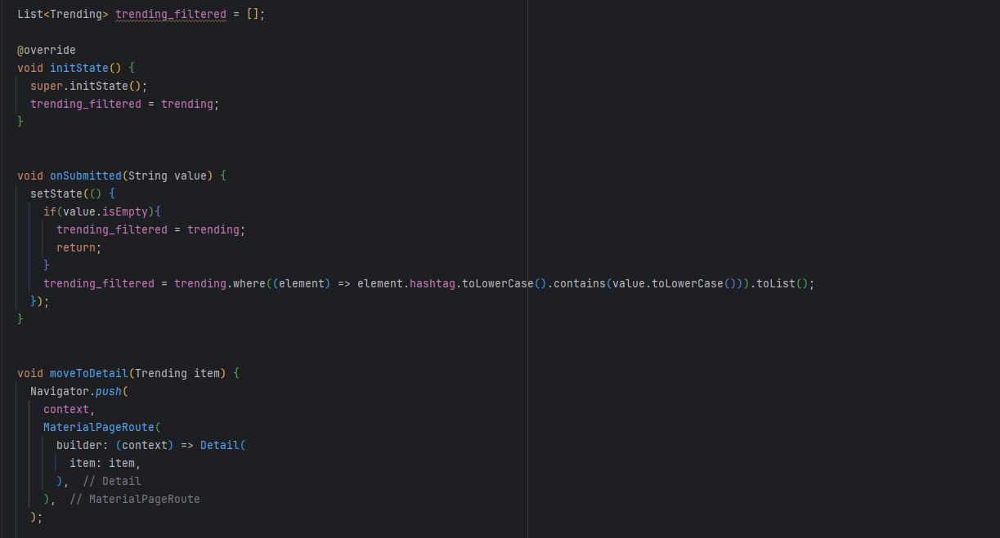 List<Trending> trending_filtered = [];
@override
void initState() {
super.initState();
trending_filtered = trending;
}
void onSubmitted(String value) {
setState(() {
if(value.isEmpty){
trending_filtered = trending;
return;
}
trending_filtered = trending.where((element) => element.hashtag.toLowerCase().contains(value.toLowerCase())).toList();
});
}
void moveToDetail(Trending item) {
Navigator.push(
context,
MaterialPageRoute(
builder: (context) => Detail(
item: item,
), // Detail
), // MaterialPageRoute
);